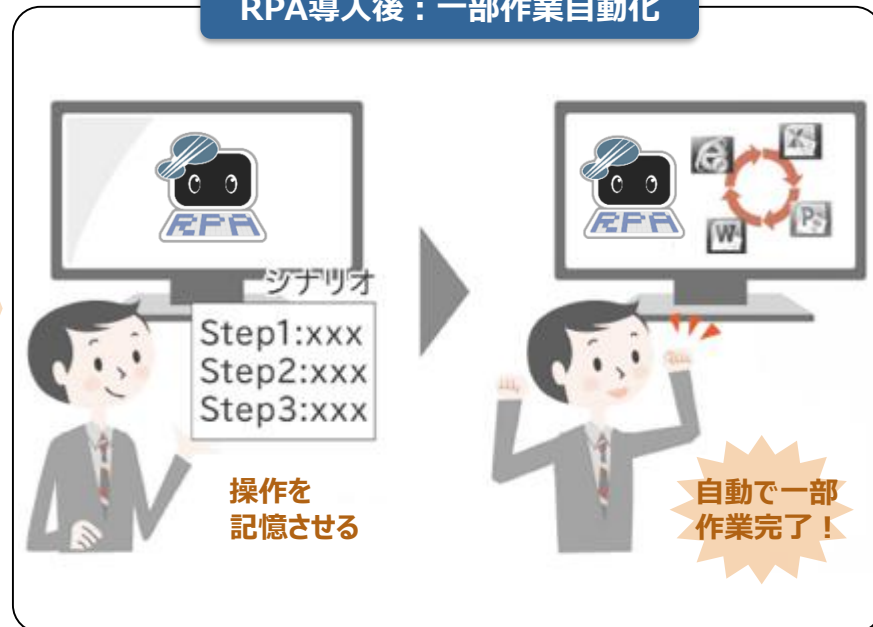 RPA導入後：一部作業自動化
RPA
シナリオ
Step1:xxx
Step2:xxx
Step3:xxx
操作を
記憶させる
RPA
e
X
W
P
自動で一部
作業完了！